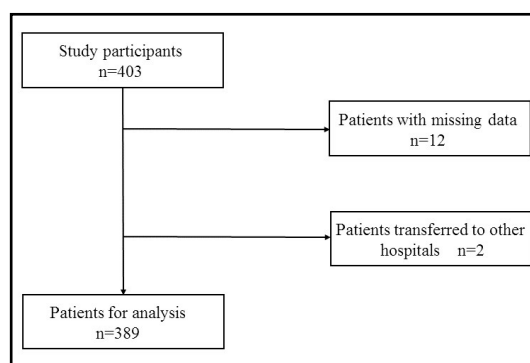 Study participants
n=403
Patients with missing data
n=12
Patients transferred to other
hospitals n=2
Patients for analysis
n=389